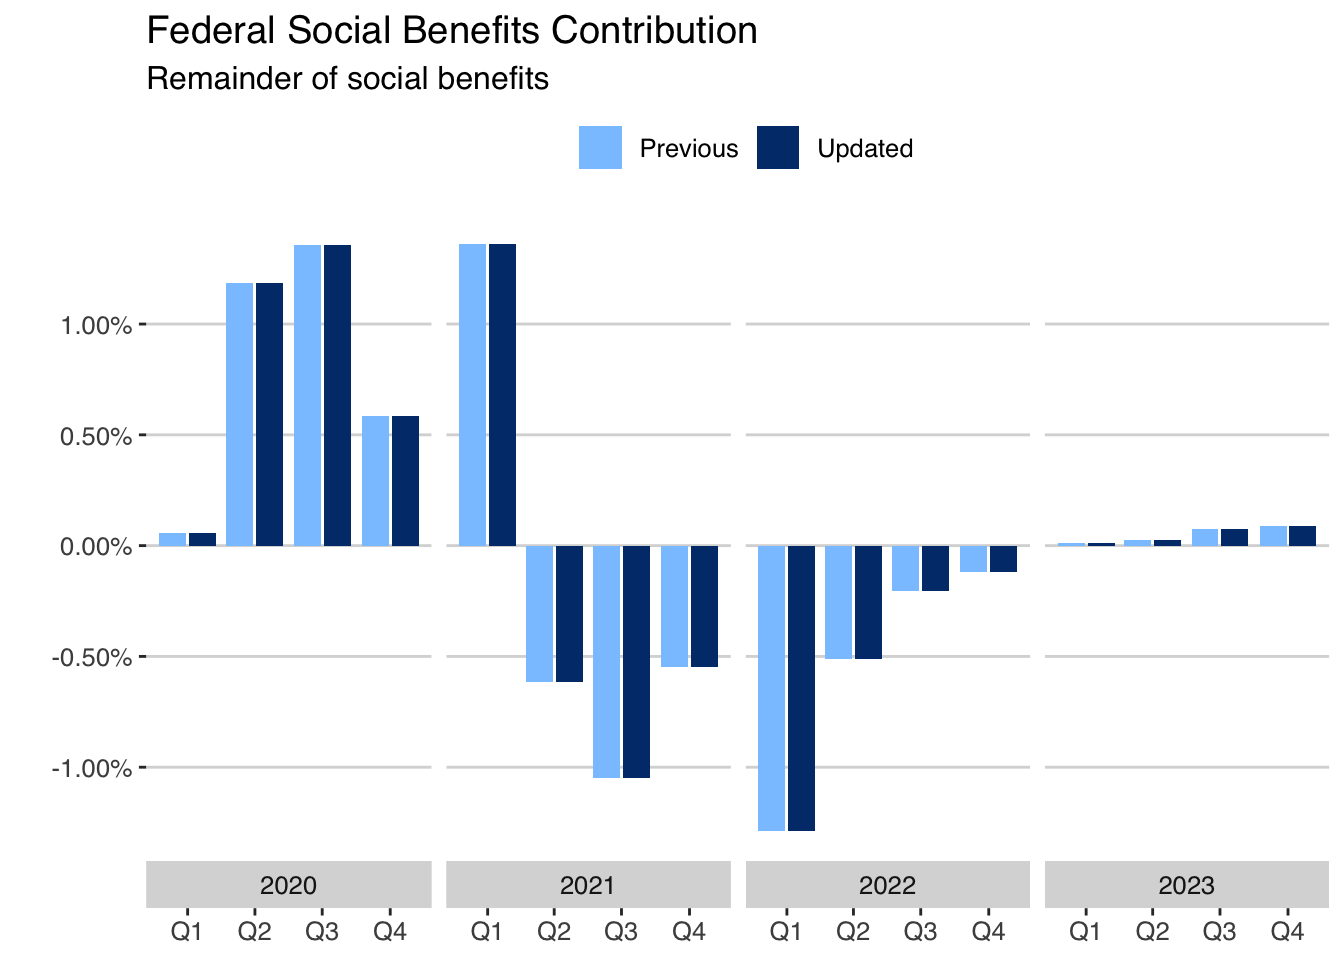 Federal Social Benefits Contribution
Remainder of social benefits
Previous Updated
1.00%
0.50%
0.00%
-0.50%
-1.00%
2020 2021 2022 2023
Q1 Q2 Q3 Q4 Q1 Q2 Q3 Q4 Q1 Q2 Q3 Q4 Q1 Q2 Q3 Q4